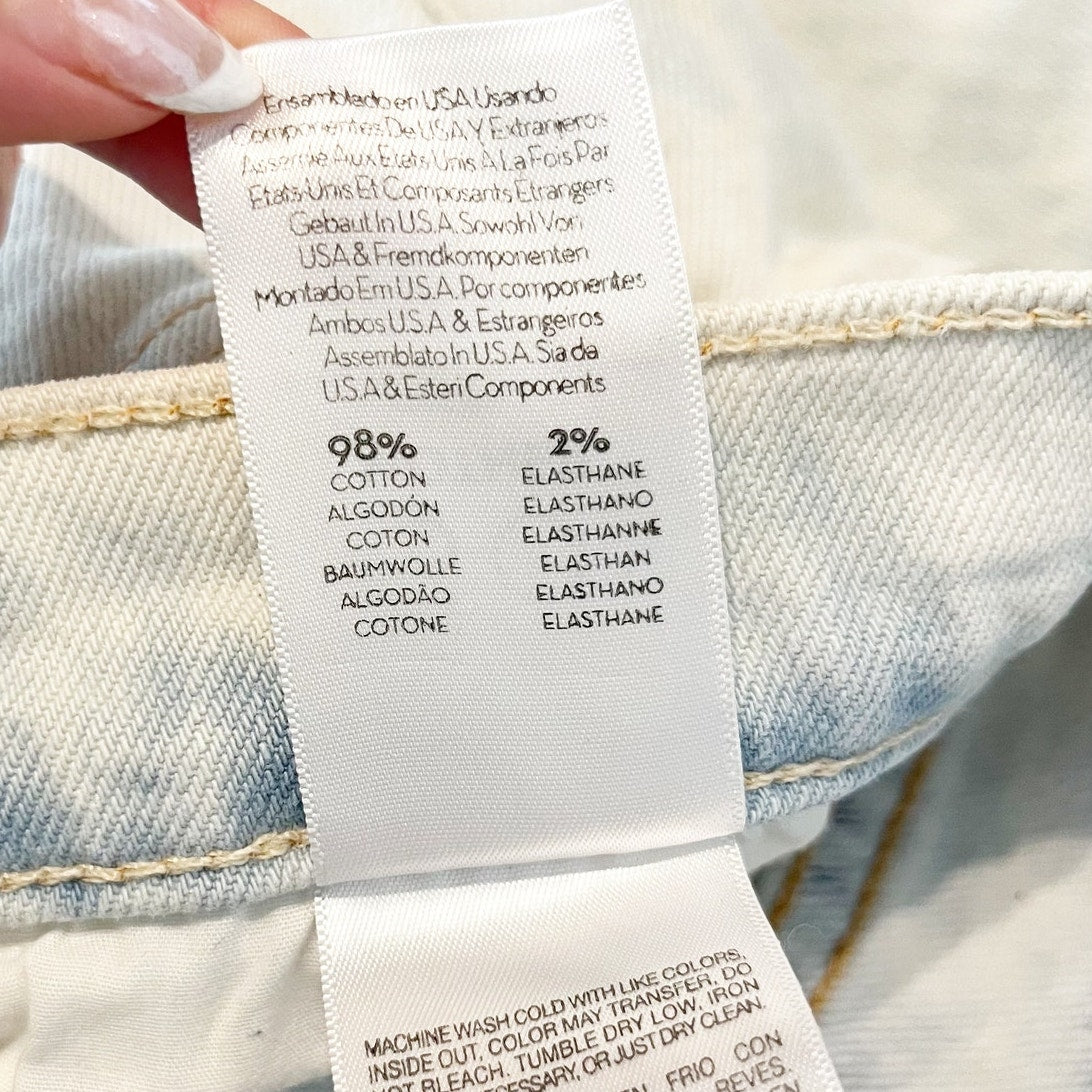 Ensamblado en USA Usando
Componentes De USA Y Extranjeros
Assemlé Aux Etats Unis A La Fois Par
Etats-Unis Et Composants Etrangers
Gebaut In U.S.A. Sowohl Von
USA & Fremdkomponenten
Montado Em U.S.A. Por componentes
Ambos U.S.A & Estrangeiros
Assemblato In U.S.A. Sia da
U.S.A & Esteri Components
98% 2%
COTTON ELASTHANE
ALGODÓN ELASTHANO
COTON ELASTHANNE
BAUMWOLLE ELASTHAN
ALGODÃO ELASTHANO
COTONE ELASTHANE
MACHINE WASH COLD WITH LIKE COLORS,
INSIDE OUT. COLOR MAY TRANSFER. DO
NOT BLEACH. TUMBLE DRY LOW. IRON
NECESSARY, OR JUST DRY CLEAN.
FRIO CON
REVES.